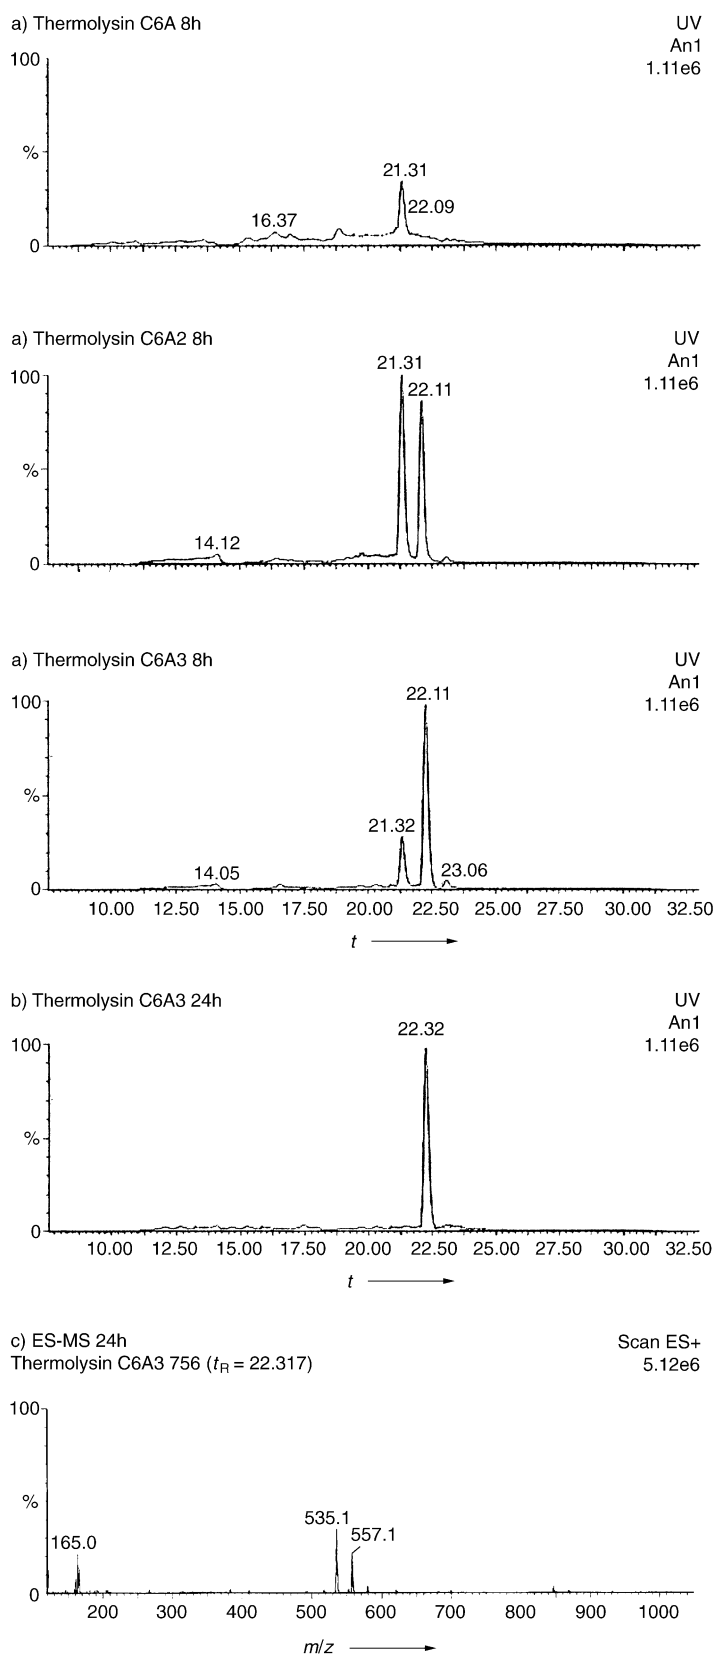 a) Thermolysin C6A 8h
UV
An1
1.11e6
100
%
0
16.37
21.31
22.09
a) Thermolysin C6A2 8h
UV
An1
1.11e6
100
%
0
14.12
21.31
22.11
a) Thermolysin C6A3 8h
UV
An1
1.11e6
100
%
0
14.05
21.32
22.11
23.06
10.00 12.50 15.00 17.50 20.00 22.50 25.00 27.50 30.00 32.50
t
b) Thermolysin C6A3 24h
UV
An1
1.11e6
100
%
0
22.32
10.00 12.50 15.00 17.50 20.00 22.50 25.00 27.50 30.00 32.50
t
c) ES-MS 24h
Scan ES+
Thermolysin C6A3 756 (tR = 22.317)
5.12e6
100
%
0
165.0
535.1
557.1
200 300 400 500 600 700 800 900 1000
m/z